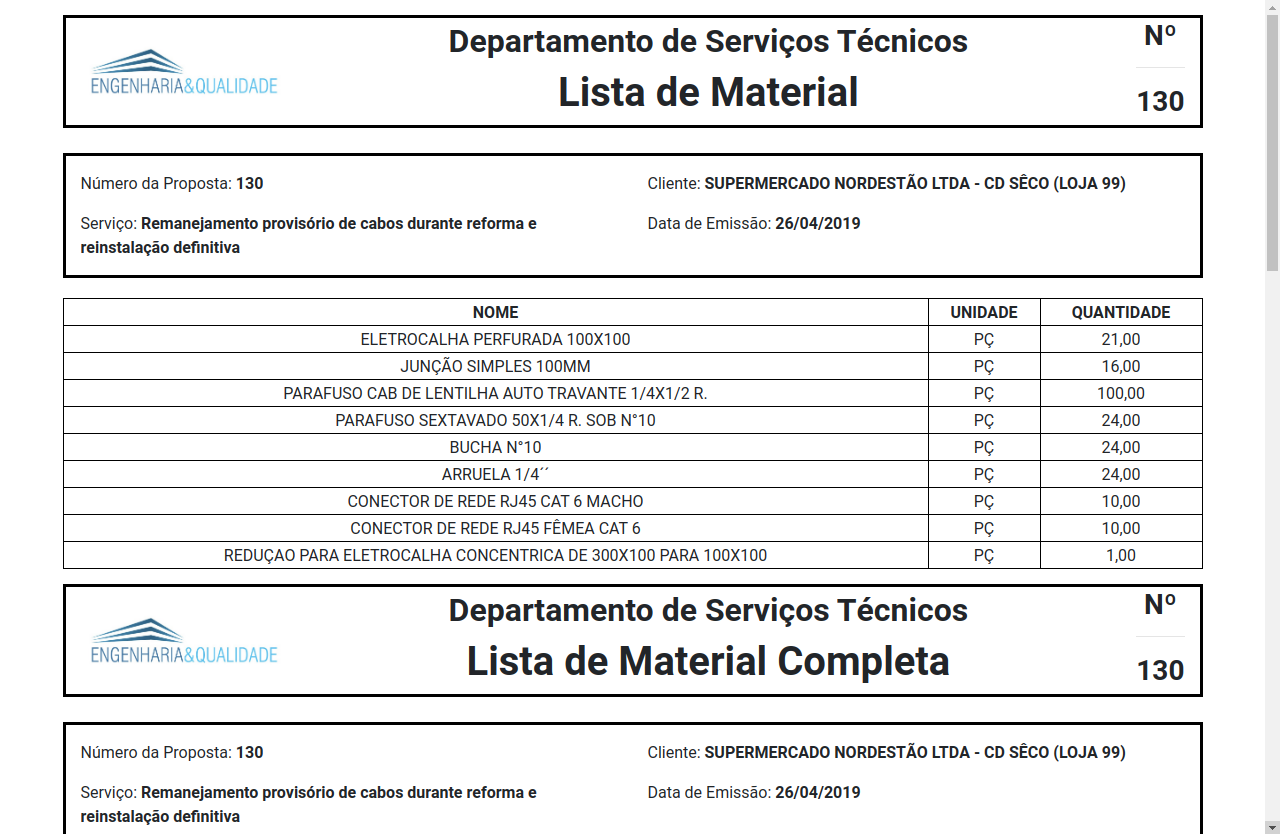 ENGENHARIA&QUALIDADE
Departamento de Serviços Técnicos
Lista de Material
Nº
130
Número da Proposta: 130
Cliente: SUPERMERCADO NORDESTÃO LTDA - CD SÊCO (LOJA 99)
Serviço: Remanejamento provisório de cabos durante reforma e
reinstalação definitiva
Data de Emissão: 26/04/2019
NOME UNIDADE QUANTIDADE
ELETROCALHA PERFURADA 100X100 PÇ 21,00
JUNÇÃO SIMPLES 100MM PÇ 16,00
PARAFUSO CAB DE LENTILHA AUTO TRAVANTE 1/4X1/2 R. PÇ 100,00
PARAFUSO SEXTAVADO 50X1/4 R. SOB N°10 PÇ 24,00
BUCHA N°10 PÇ 24,00
ARRUELA 1/4´´ PÇ 24,00
CONECTOR DE REDE RJ45 CAT 6 MACHO PÇ 10,00
CONECTOR DE REDE RJ45 FÊMEA CAT 6 PÇ 10,00
REDUÇAO PARA ELETROCALHA CONCENTRICA DE 300X100 PARA 100X100 PÇ 1,00
ENGENHARIA&QUALIDADE
Departamento de Serviços Técnicos
Lista de Material Completa
Nº
130
Número da Proposta: 130
Cliente: SUPERMERCADO NORDESTÃO LTDA - CD SÊCO (LOJA 99)
Serviço: Remanejamento provisório de cabos durante reforma e
reinstalação definitiva
Data de Emissão: 26/04/2019